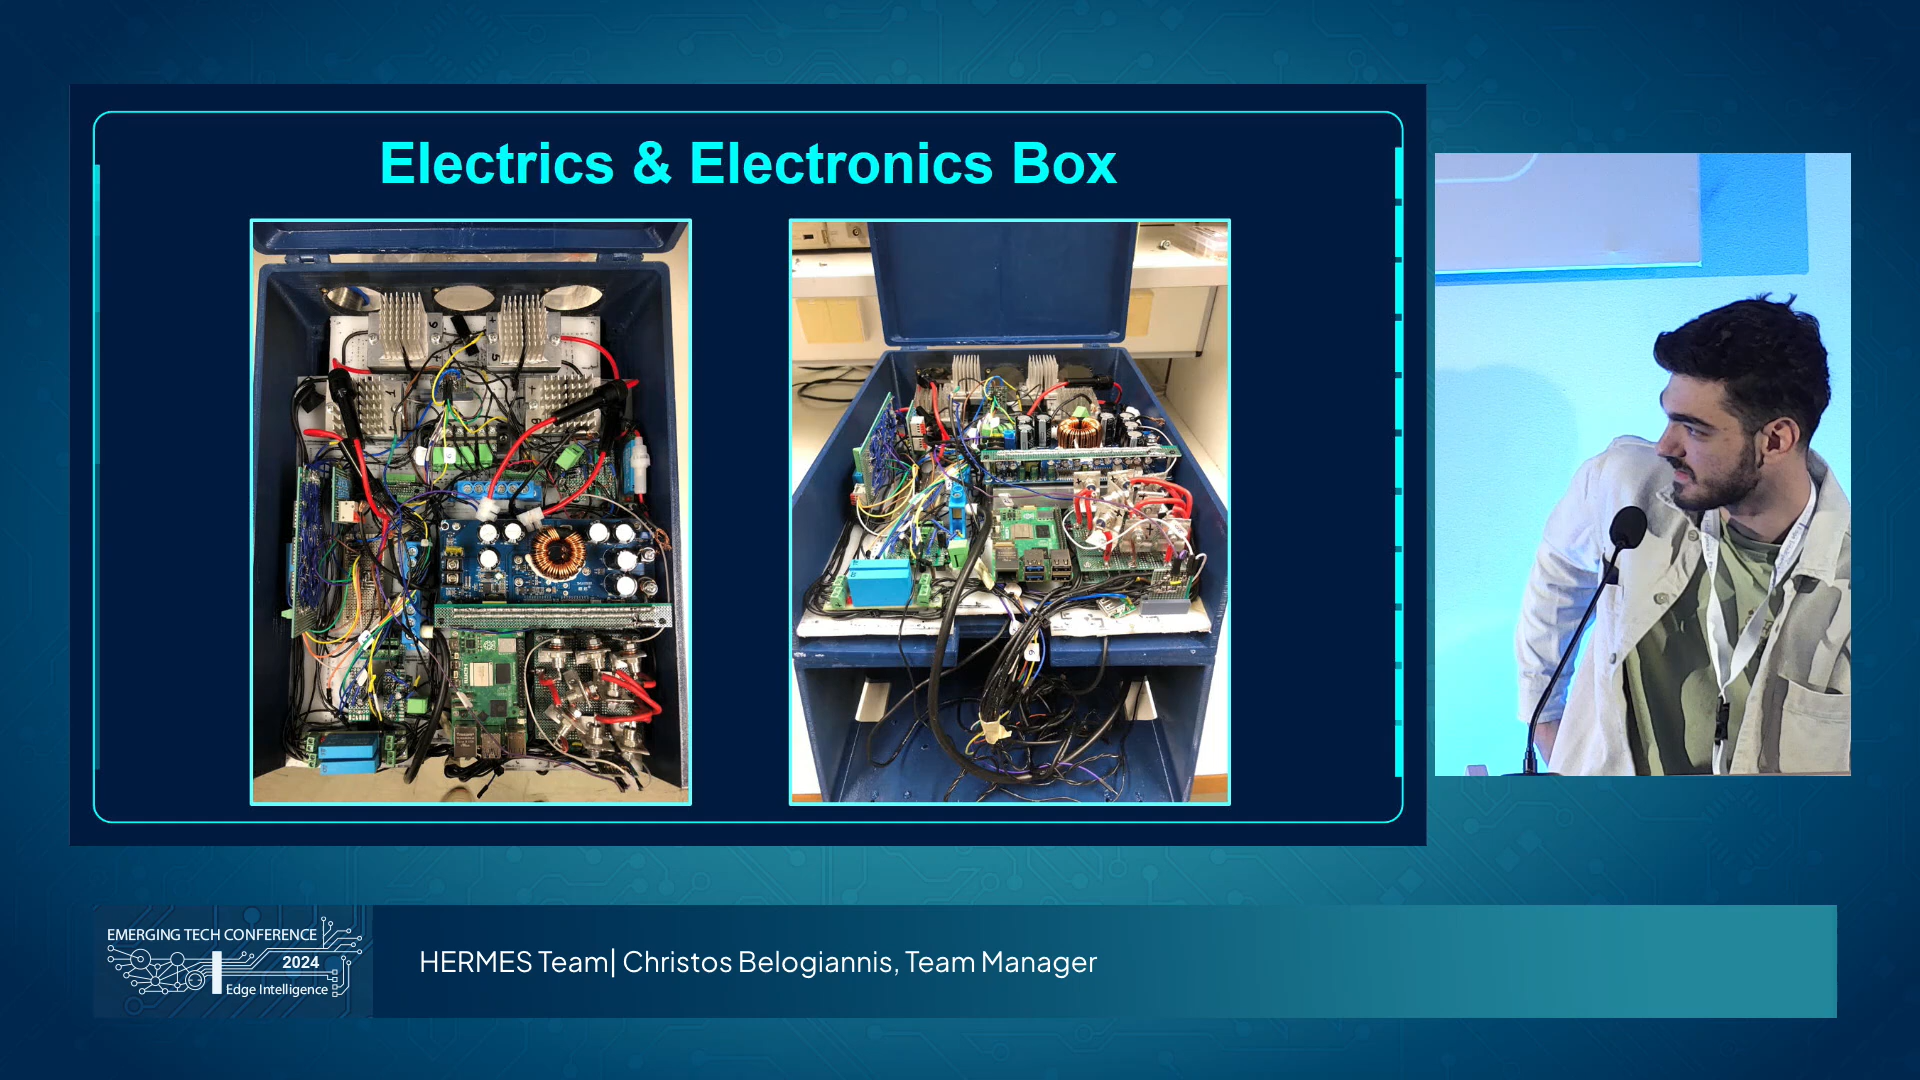 Electrics & Electronics Box
EMERGING TECH CONFERENCE
2024
Edge Intelligence
HERMES Team| Christos Belogiannis, Team Manager